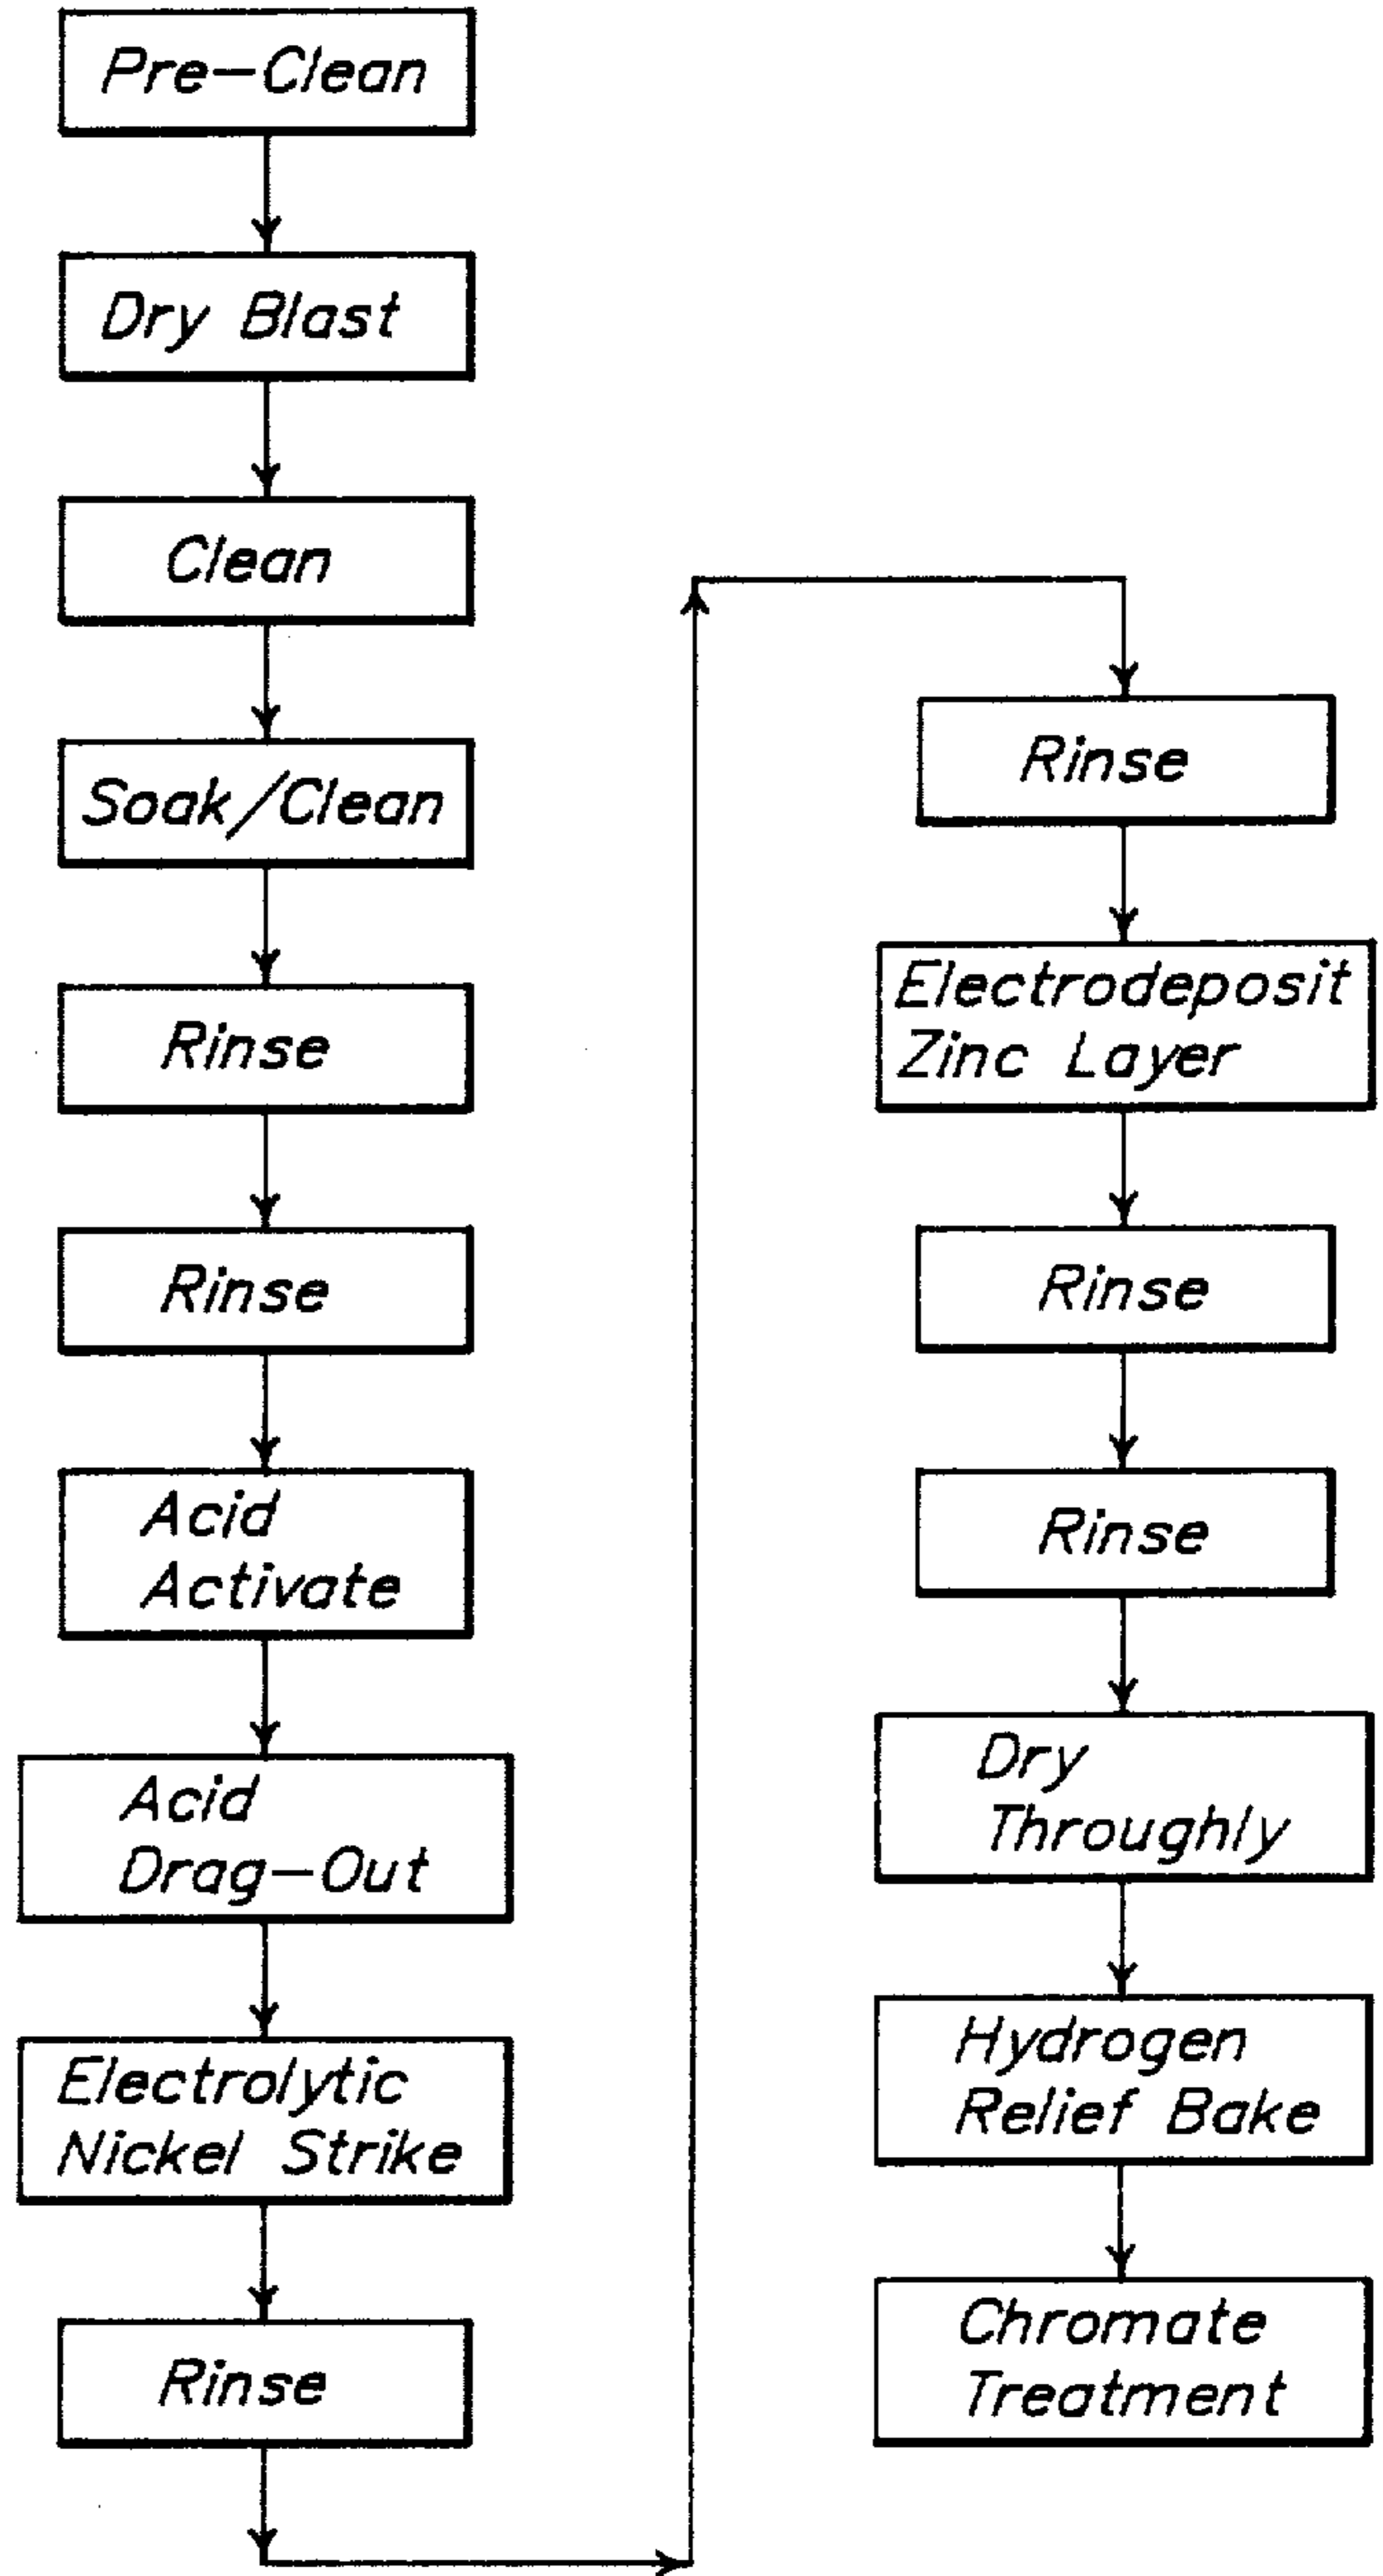 Pre-Clean
Dry Blast
Clean
Soak/Clean
Rinse
Rinse
Acid
Activate
Acid
Drag-Out
Electrolytic
Nickel Strike
Rinse
Rinse
Electrodeposit
Zinc Layer
Rinse
Rinse
Dry
Throughly
Hydrogen
Relief Bake
Chromate
Treatment